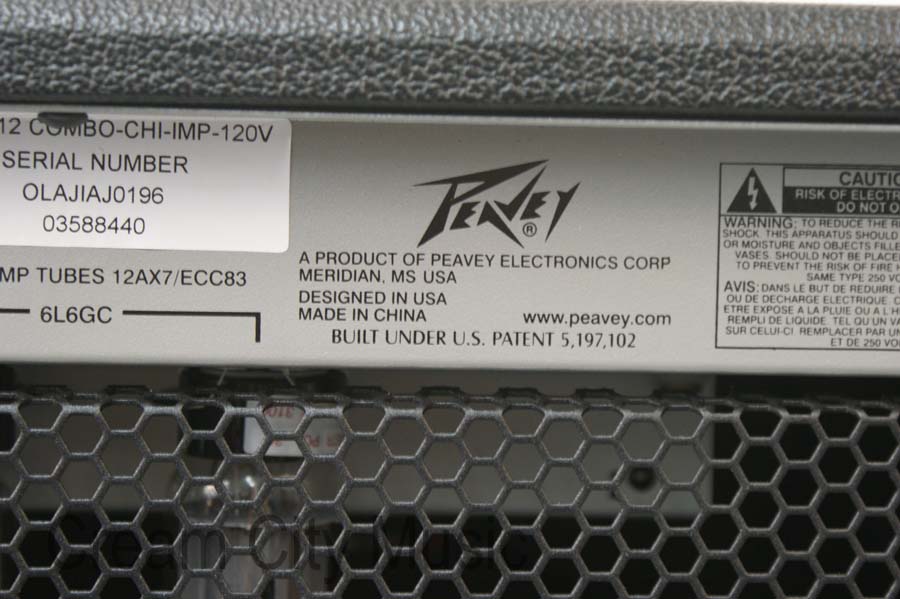 12 COMBO-CHI-IMP-120V
SERIAL NUMBER
OLAJIAJ0196
03588440
MP TUBES 12AX7/ECC83
6L6GC
PEAVEY®
A PRODUCT OF PEAVEY ELECTRONICS CORP
MERIDIAN, MS USA
DESIGNED IN USA
MADE IN CHINA
www.peavey.com
BUILT UNDER U.S. PATENT 5,197,102
CAUTIO
RISK OF ELECTR
DO NOT O
WARNING: TO REDUCE THE R
SHOCK. THIS APPARATUS SHOULD
OR MOISTURE AND OBJECTS FILLE
VASES. SHOULD NOT BE PLACE
TO PREVENT THE RISK OF FIRE
SAME TYPE 250 VO
AVIS: DANS LE BUT DE REDUIRE
OU DE DECHARGE ELECTRIQUE. C
ETRE EXPOSE A LA PLUIE OU A L'H
REMPLI DE LIQUIDE. TEL QU'UN VA
SUR CELUI-CI. REMPLACER PAR UN
ET DE 250 VO
Cream City Music